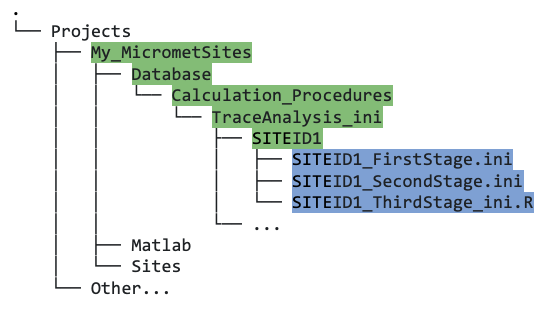 .
└── Projects
    ├── My_MicrometSites
    │   ├── Database
    │   │   └── Calculation_Procedures
    │   │       └── TraceAnalysis_ini
    │   │           ├── SITEID1
    │   │           │   ├── SITEID1_FirstStage.ini
    │   │           │   ├── SITEID1_SecondStage.ini
    │   │           │   └── SITEID1_ThirdStage_ini.R
    │   │           └── ...
    │   ├── Matlab
    │   └── Sites
    └── Other...